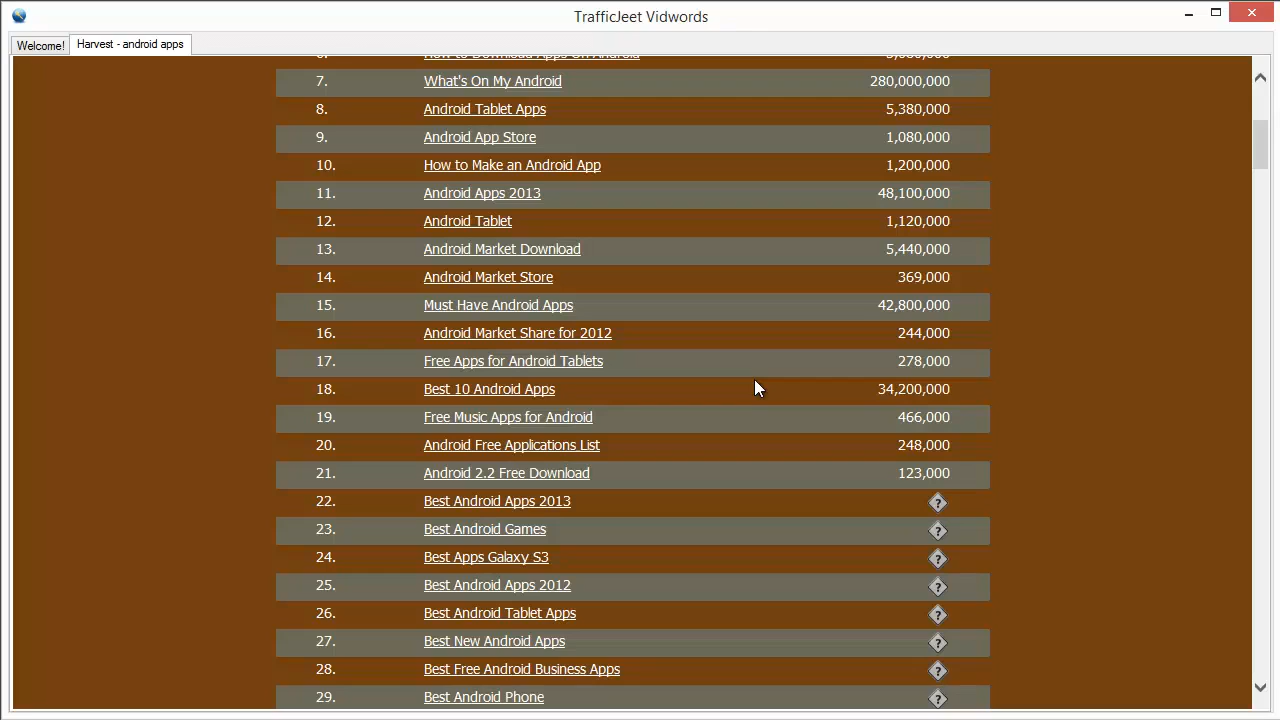 TrafficJeet Vidwords
Welcome! Harvest - android apps
6. How to Download Apps On Android
7. What's On My Android 280,000,000
8. Android Tablet Apps 5,380,000
9. Android App Store 1,080,000
10. How to Make an Android App 1,200,000
11. Android Apps 2013 48,100,000
12. Android Tablet 1,120,000
13. Android Market Download 5,440,000
14. Android Market Store 369,000
15. Must Have Android Apps 42,800,000
16. Android Market Share for 2012 244,000
17. Free Apps for Android Tablets 278,000
18. Best 10 Android Apps 34,200,000
19. Free Music Apps for Android 466,000
20. Android Free Applications List 248,000
21. Android 2.2 Free Download 123,000
22. Best Android Apps 2013 ?
23. Best Android Games ?
24. Best Apps Galaxy S3 ?
25. Best Android Apps 2012 ?
26. Best Android Tablet Apps ?
27. Best New Android Apps ?
28. Best Free Android Business Apps ?
29. Best Android Phone ?